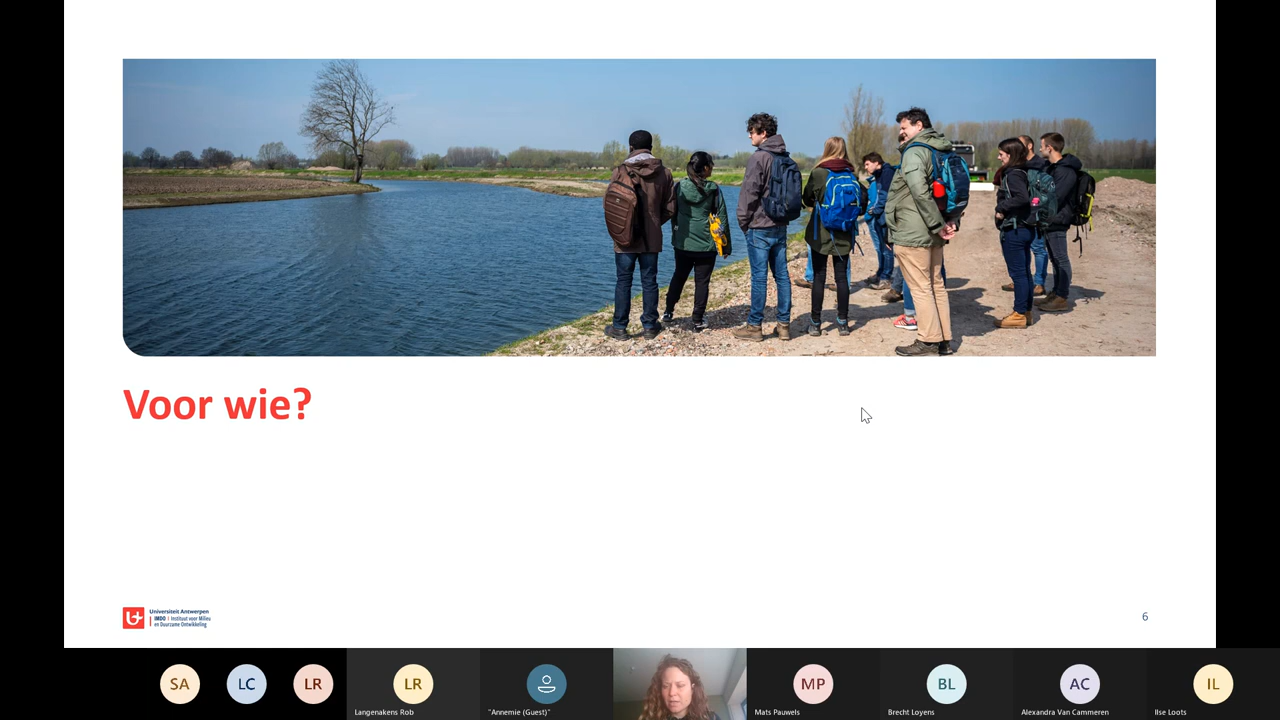 Voor wie?
Universiteit Antwerpen
IMDO | Instituut voor Milieu
en Duurzame Ontwikkeling
6
SA
LC
LR
LR
MP
BL
AC
IL
Langenakens Rob
"Annemie (Guest)"
Mats Pauwels
Brecht Loyens
Alexandra Van Cammeren
Ilse Loots